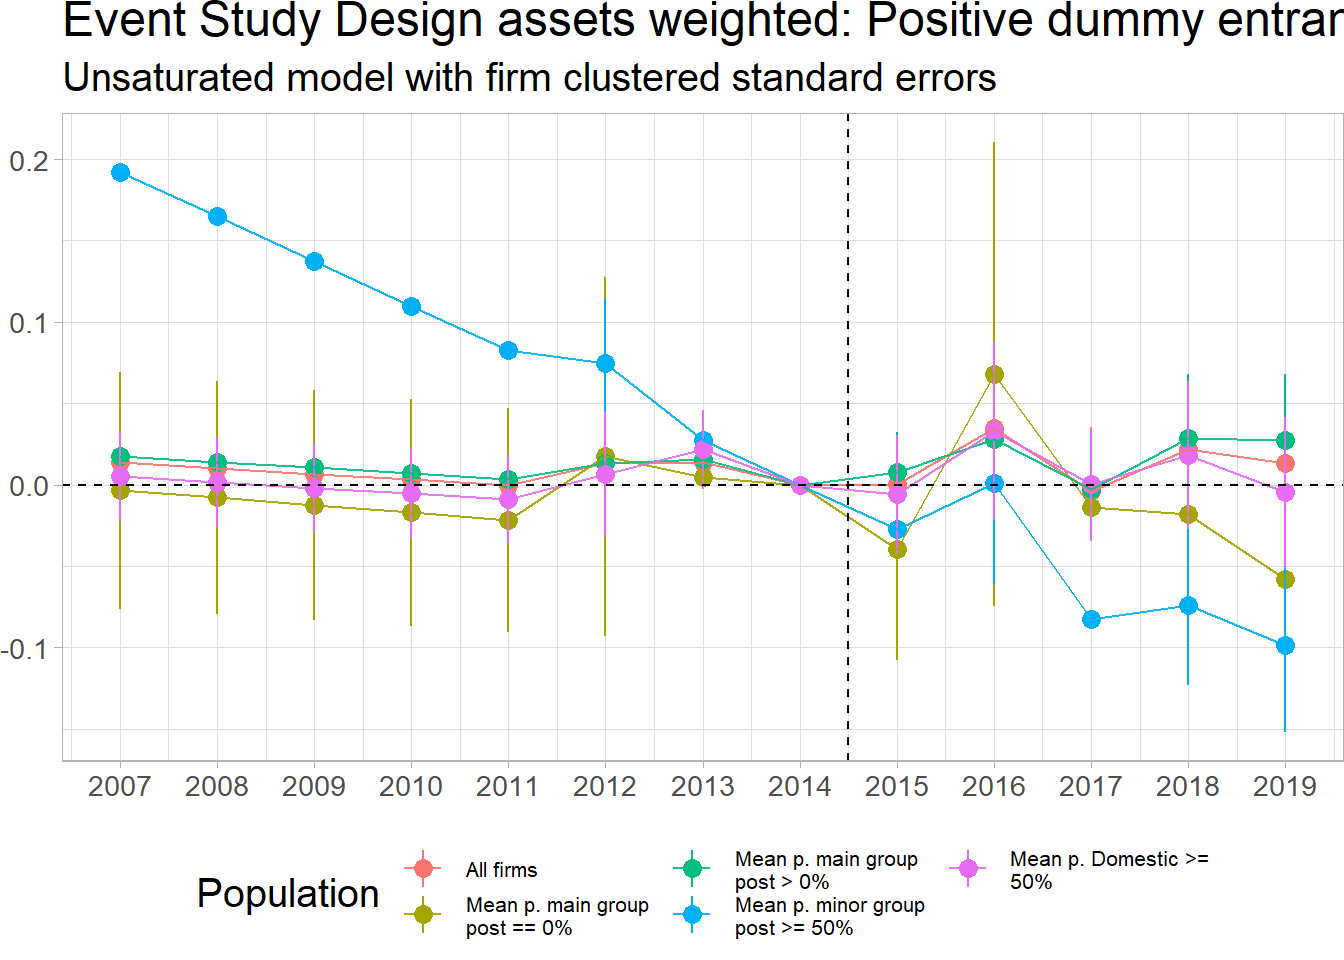 Event Study Design assets weighted: Positive dummy
Unsaturated model with firm clustered standard errors
0.2
0.1
0.0
-0.1
2007 2008 2009 2010 2011 2012 2013 2014 2015 2016 2017 2018 2019
Population
All firms
Mean p. main group
post == 0%
Mean p. main group
post > 0%
Mean p. minor group
post >= 50%
Mean p. Domestic >=
50%